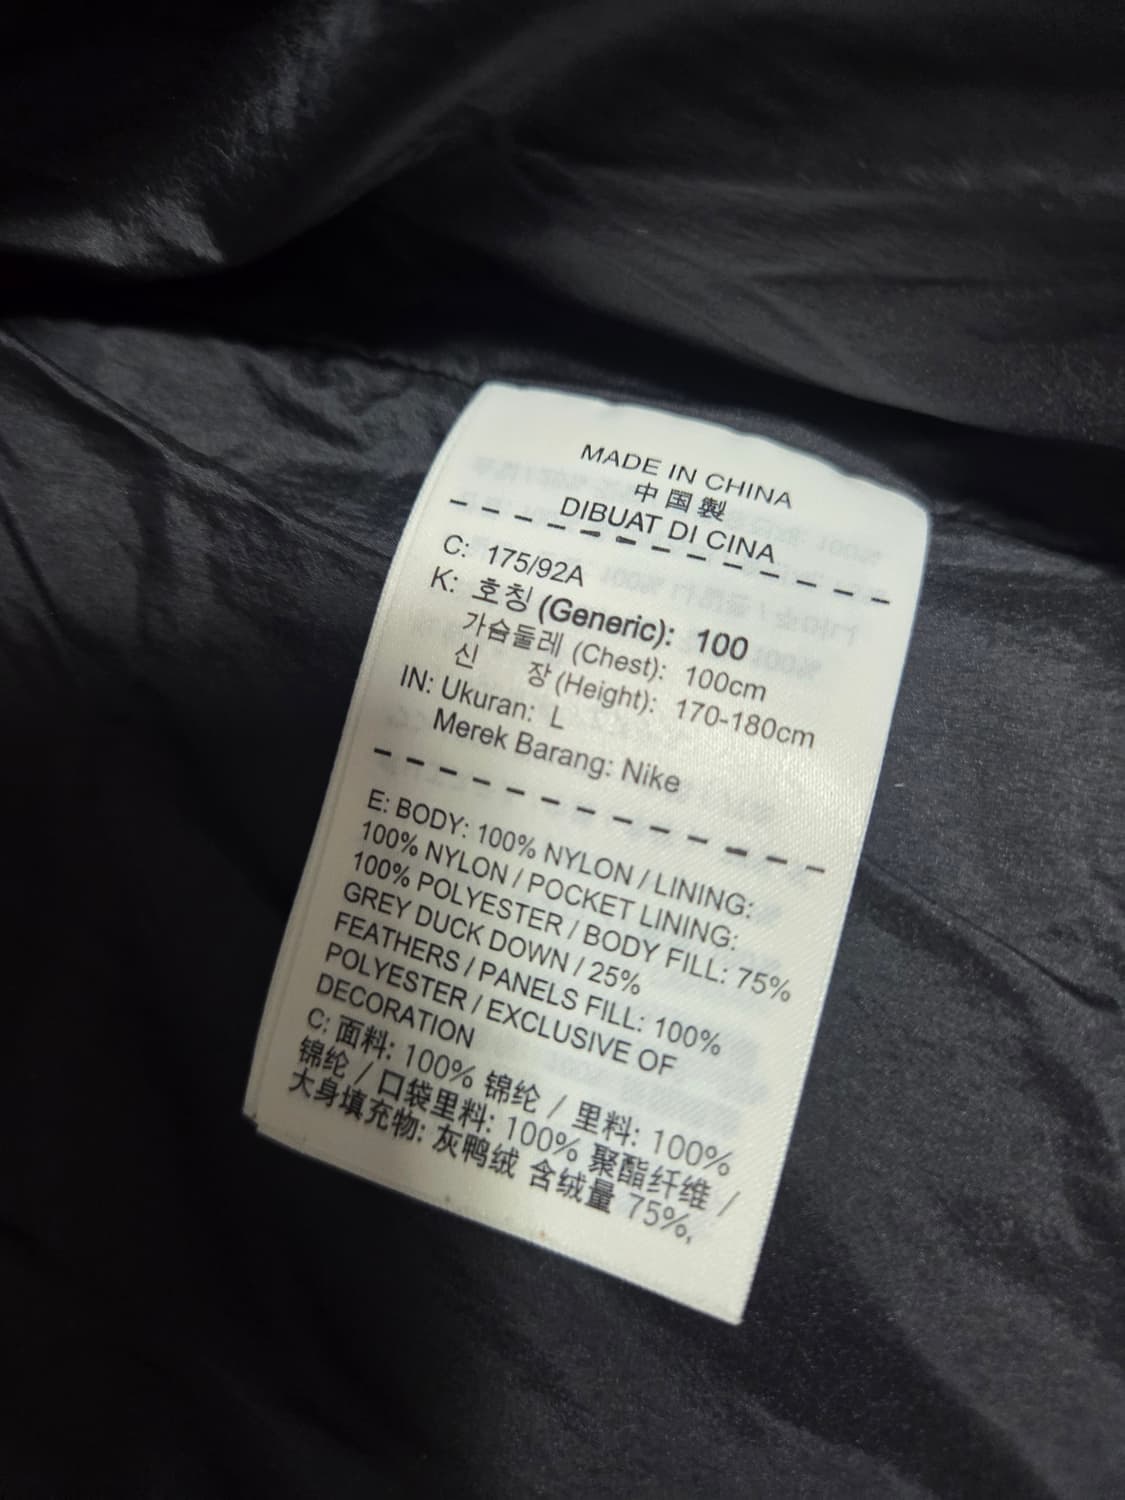 MADE IN CHINA
中国製
DIBUAT DI CINA
C: 175/92A
K: 호칭 (Generic): 100
가슴둘레 (Chest): 100cm
신 장 (Height): 170-180cm
IN: Ukuran: L
Merek Barang: Nike
E: BODY: 100% NYLON / LINING:
100% NYLON / POCKET LINING:
100% POLYESTER / BODY FILL: 75%
GREY DUCK DOWN / 25%
FEATHERS / PANELS FILL: 100%
POLYESTER / EXCLUSIVE OF
DECORATION
C: 面料: 100% 锦纶 / 里料: 100%
锦纶 / 口袋里料: 100% 聚酯纤维 /
大身填充物: 灰鸭绒 含绒量 75%,